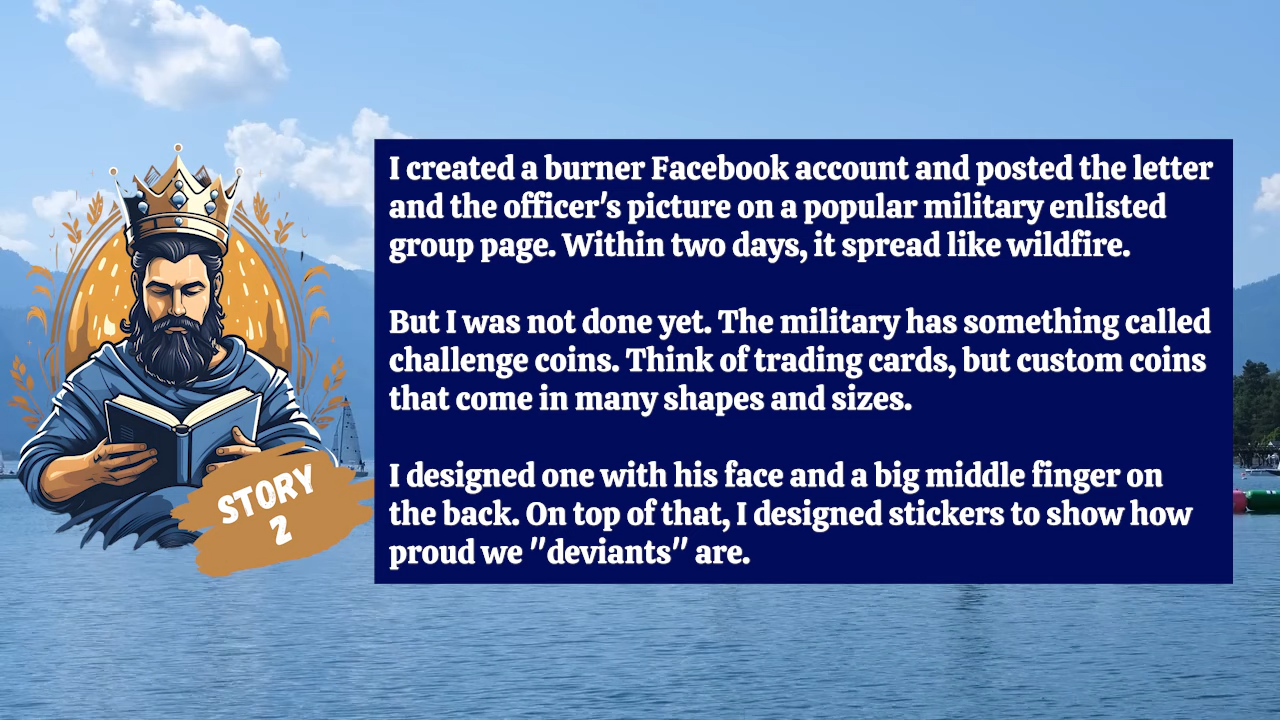 I created a burner Facebook account and posted the letter
and the officer's picture on a popular military enlisted
group page. Within two days, it spread like wildfire.
But I was not done yet. The military has something called
challenge coins. Think of trading cards, but custom coins
that come in many shapes and sizes.
I designed one with his face and a big middle finger on
the back. On top of that, I designed stickers to show how
proud we "deviants" are.
STORY
2